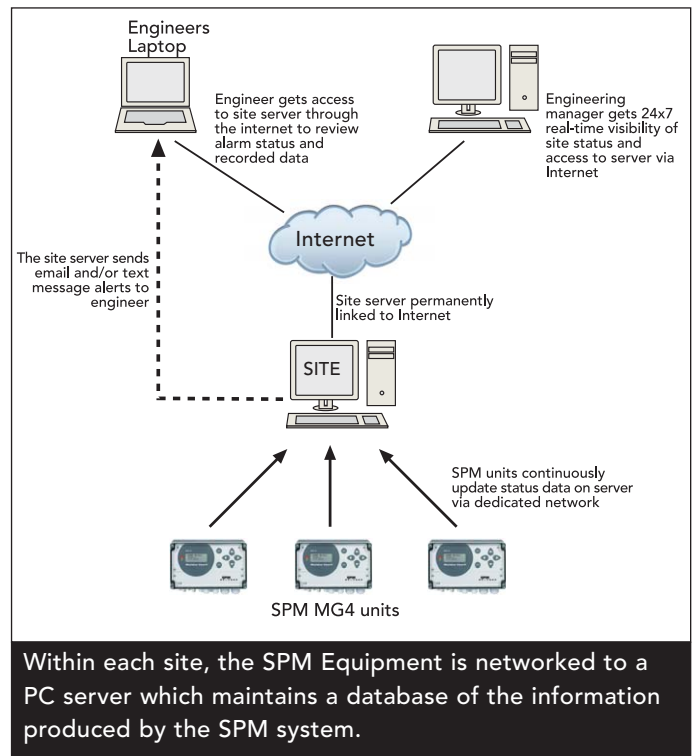 Engineers
Laptop
Engineer gets access
to site server through
the internet to review
alarm status and
recorded data
Engineering
manager gets 24x7
real-time visibility of
site status and
access to server via
Internet
Internet
The site server sends
email and/or text
message alerts to
engineer
Site server permanently
linked to Internet
SITE
SPM units continuously
update status data on server
via dedicated network
SPM
SPM
SPM
SPM MG4 units
Within each site, the SPM Equipment is networked to a
PC server which maintains a database of the information
produced by the SPM system.